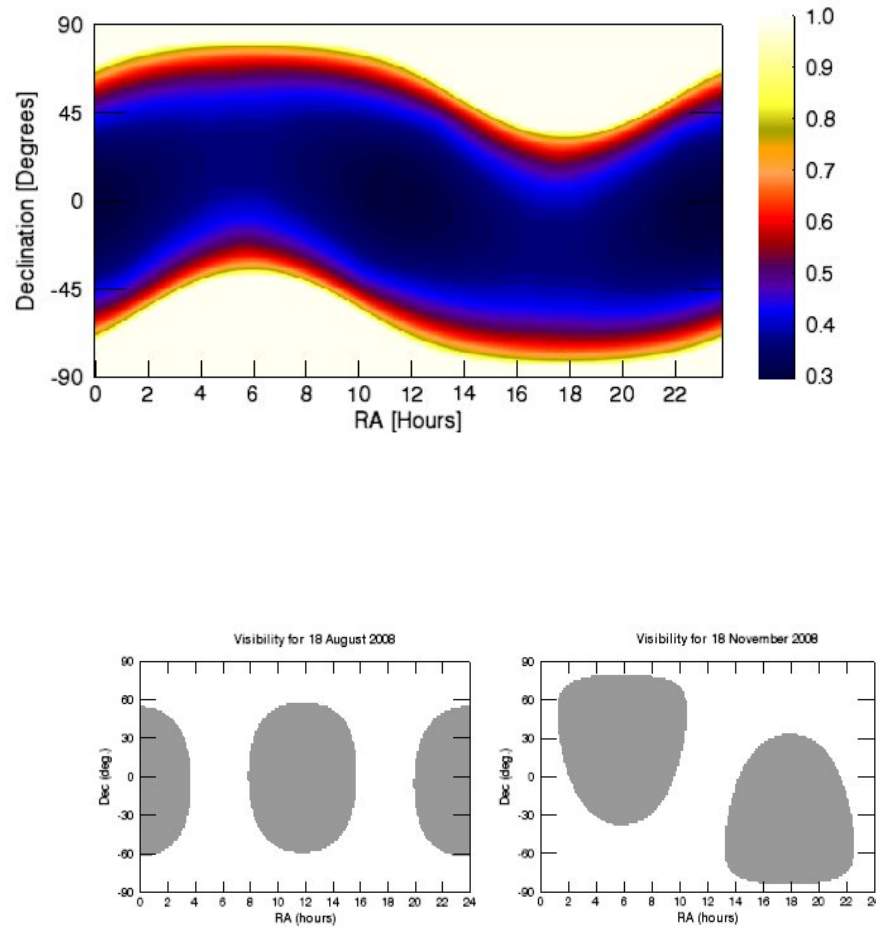 90
45
0
-45
-90
Declination [Degrees]
0 2 4 6 8 10 12 14 16 18 20 22
RA [Hours]
1.0
0.9
0.8
0.7
0.6
0.5
0.4
0.3
Visibility for 18 August 2008
90
60
30
0
-30
-60
-90
Dec (deg.)
0 2 4 6 8 10 12 14 16 18 20 22 24
RA (hours)
Visibility for 18 November 2008
90
60
30
0
-30
-60
-90
Dec (deg.)
0 2 4 6 8 10 12 14 16 18 20 22 24
RA (hours)